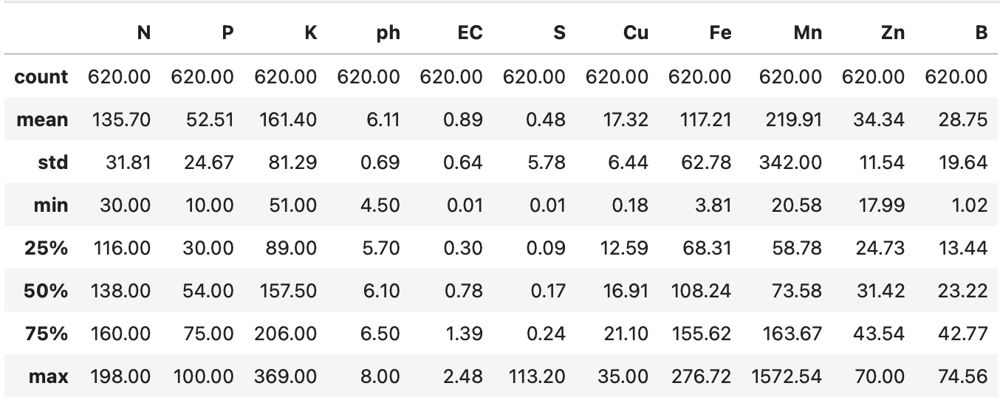 N P K ph EC S Cu Fe Mn Zn B
count 620.00 620.00 620.00 620.00 620.00 620.00 620.00 620.00 620.00 620.00 620.00
mean 135.70 52.51 161.40 6.11 0.89 0.48 17.32 117.21 219.91 34.34 28.75
std 31.81 24.67 81.29 0.69 0.64 5.78 6.44 62.78 342.00 11.54 19.64
min 30.00 10.00 51.00 4.50 0.01 0.01 0.18 3.81 20.58 17.99 1.02
25% 116.00 30.00 89.00 5.70 0.30 0.09 12.59 68.31 58.78 24.73 13.44
50% 138.00 54.00 157.50 6.10 0.78 0.17 16.91 108.24 73.58 31.42 23.22
75% 160.00 75.00 206.00 6.50 1.39 0.24 21.10 155.62 163.67 43.54 42.77
max 198.00 100.00 369.00 8.00 2.48 113.20 35.00 276.72 1572.54 70.00 74.56